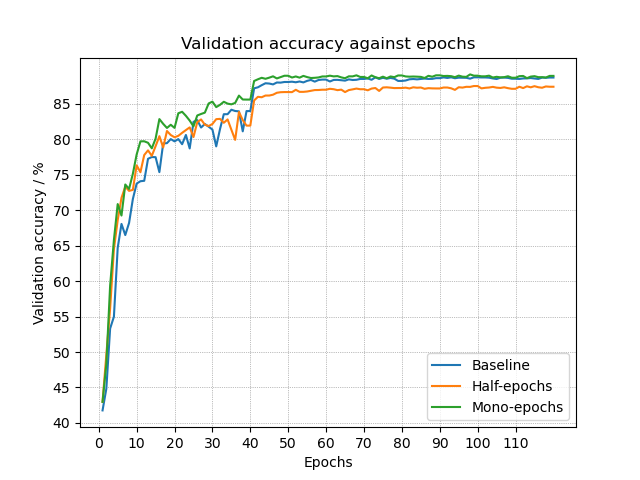 Validation accuracy against epochs
Validation accuracy / %
85
80
75
70
65
60
55
50
45
40
0 10 20 30 40 50 60 70 80 90 100 110
Epochs
Baseline
Half-epochs
Mono-epochs